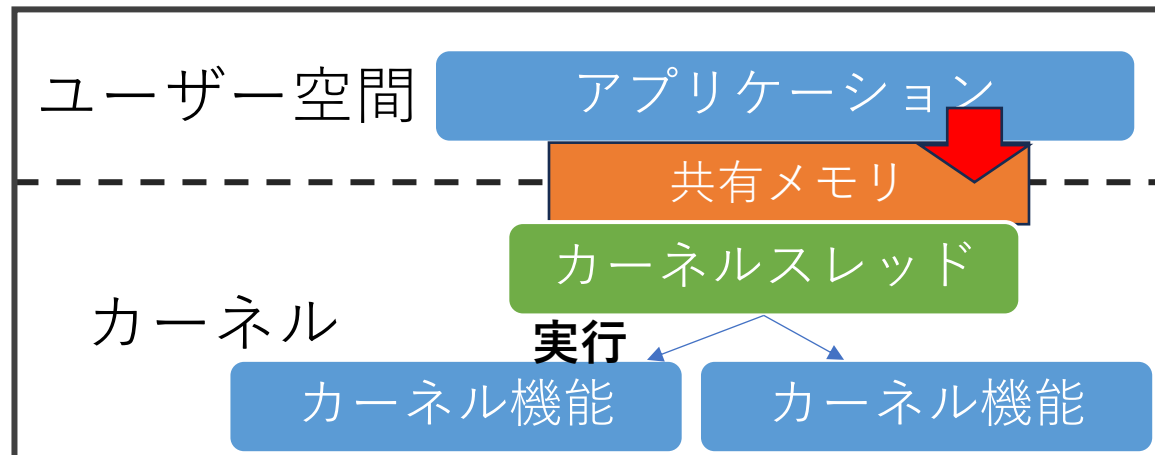 ユーザー空間
アプリケーション
共有メモリ
カーネルスレッド
カーネル
実行
カーネル機能
カーネル機能